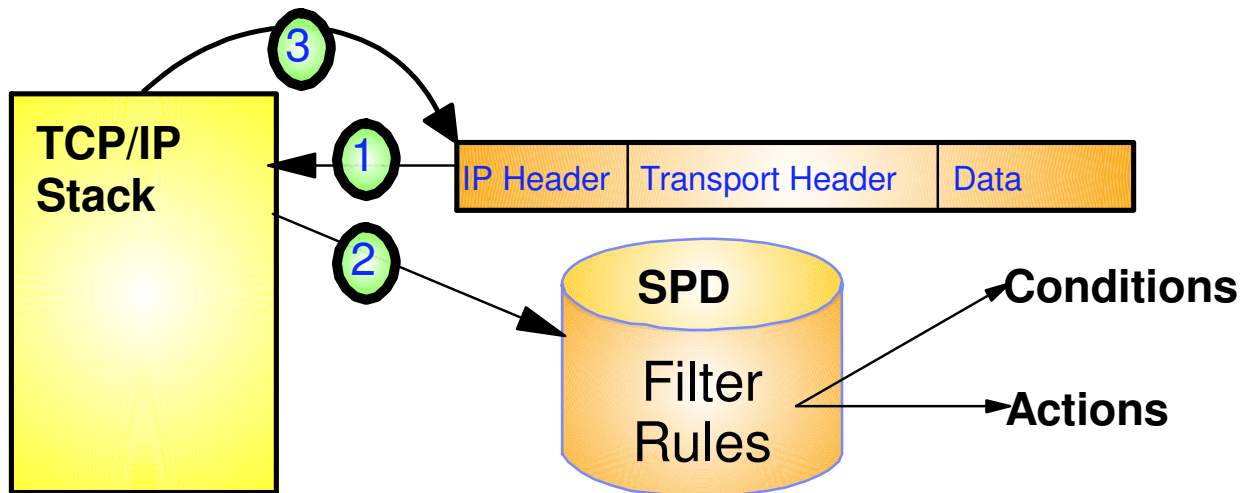 3
TCP/IP
Stack
1
IP Header
Transport Header
Data
2
SPD
Filter
Rules
Conditions
Actions